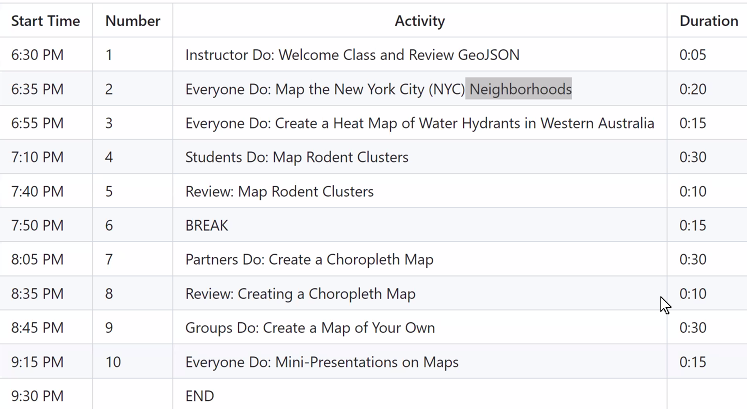 Start Time Number Activity Duration
6:30 PM 1 Instructor Do: Welcome Class and Review GeoJSON 0:05
6:35 PM 2 Everyone Do: Map the New York City (NYC) Neighborhoods 0:20
6:55 PM 3 Everyone Do: Create a Heat Map of Water Hydrants in Western Australia 0:15
7:10 PM 4 Students Do: Map Rodent Clusters 0:30
7:40 PM 5 Review: Map Rodent Clusters 0:10
7:50 PM 6 BREAK 0:15
8:05 PM 7 Partners Do: Create a Choropleth Map 0:30
8:35 PM 8 Review: Creating a Choropleth Map 0:10
8:45 PM 9 Groups Do: Create a Map of Your Own 0:30
9:15 PM 10 Everyone Do: Mini-Presentations on Maps 0:15
9:30 PM END